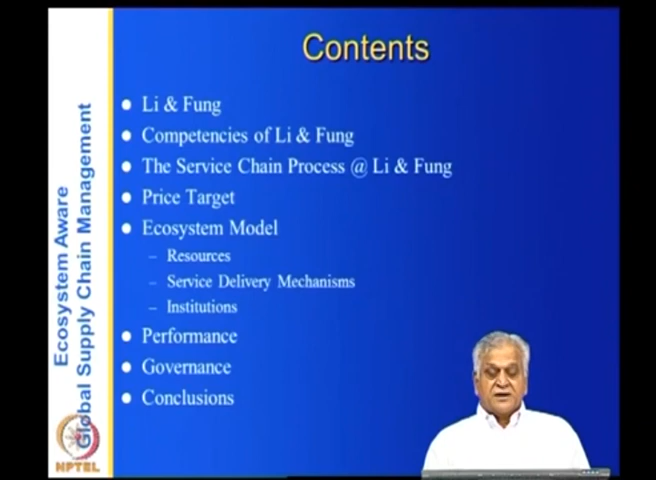 Contents
Li & Fung
Competencies of Li & Fung
The Service Chain Process @ Li & Fung
Price Target
Ecosystem Model
– Resources
– Service Delivery Mechanisms
– Institutions
Performance
Governance
Conclusions
Ecosystem Aware
Global Supply Chain Management
NPTEL